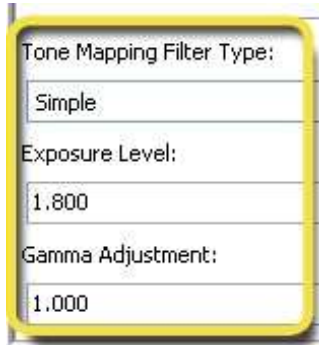 Tone Mapping Filter Type:
Simple
Exposure Level:
1.800
Gamma Adjustment:
1.000